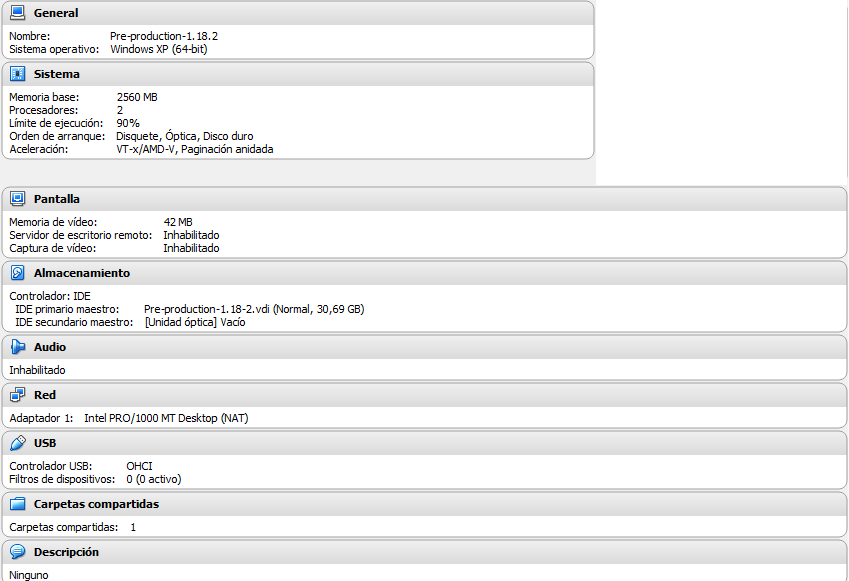 General
Nombre: Pre-production-1.18.2
Sistema operativo: Windows XP (64-bit)
Sistema
Memoria base: 2560 MB
Procesadores: 2
Límite de ejecución: 90%
Orden de arranque: Disquete, Óptica, Disco duro
Aceleración: VT-x/AMD-V, Paginación anidada
Pantalla
Memoria de vídeo: 42 MB
Servidor de escritorio remoto: Inhabilitado
Captura de vídeo: Inhabilitado
Almacenamiento
Controlador: IDE
IDE primario maestro: Pre-production-1.18-2.vdi (Normal, 30,69 GB)
IDE secundario maestro: [Unidad óptica] Vacío
Audio
Inhabilitado
Red
Adaptador 1: Intel PRO/1000 MT Desktop (NAT)
USB
Controlador USB: OHCI
Filtros de dispositivos: 0 (0 activo)
Carpetas compartidas
Carpetas compartidas: 1
Descripción
Ninguno